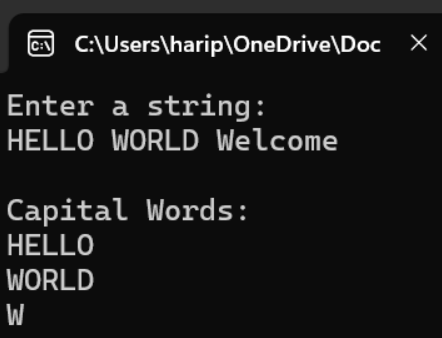 C:\Users\harip\OneDrive\Doc
Enter a string:
HELLO WORLD Welcome
Capital Words:
HELLO
WORLD
W